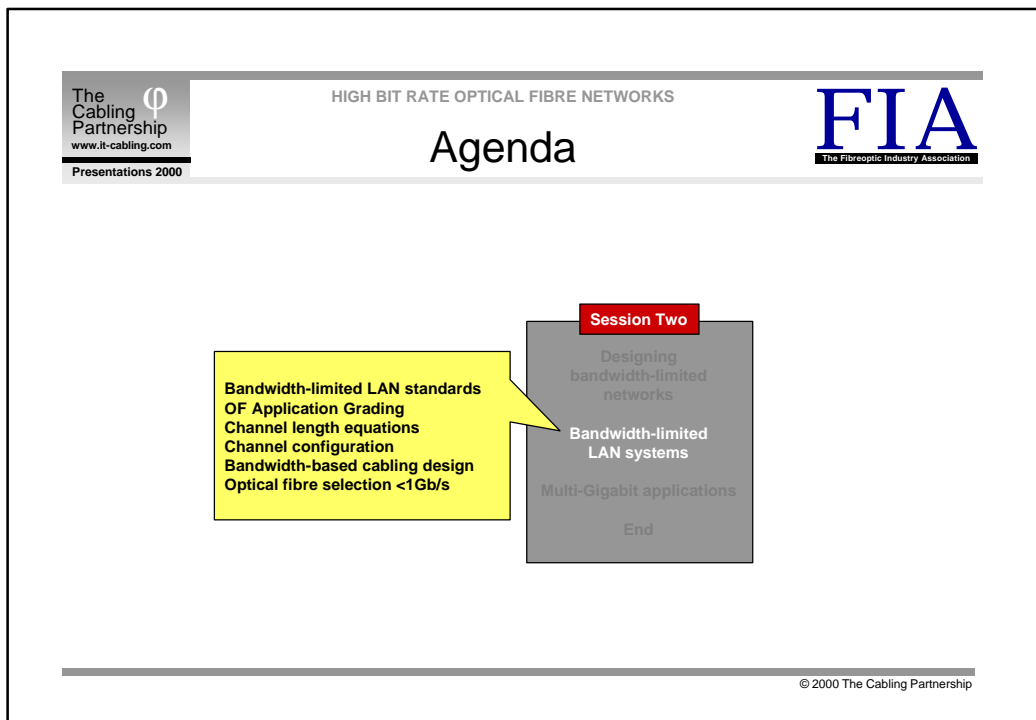 The φ
Cabling
Partnership
www.it-cabling.com
Presentations 2000
HIGH BIT RATE OPTICAL FIBRE NETWORKS
Agenda
FIA
The Fibreoptic Industry Association
Session Two
Designing
bandwidth-limited
networks
Bandwidth-limited
LAN systems
Multi-Gigabit applications
End
Bandwidth-limited LAN standards
OF Application Grading
Channel length equations
Channel configuration
Bandwidth-based cabling design
Optical fibre selection <1Gb/s
© 2000 The Cabling Partnership